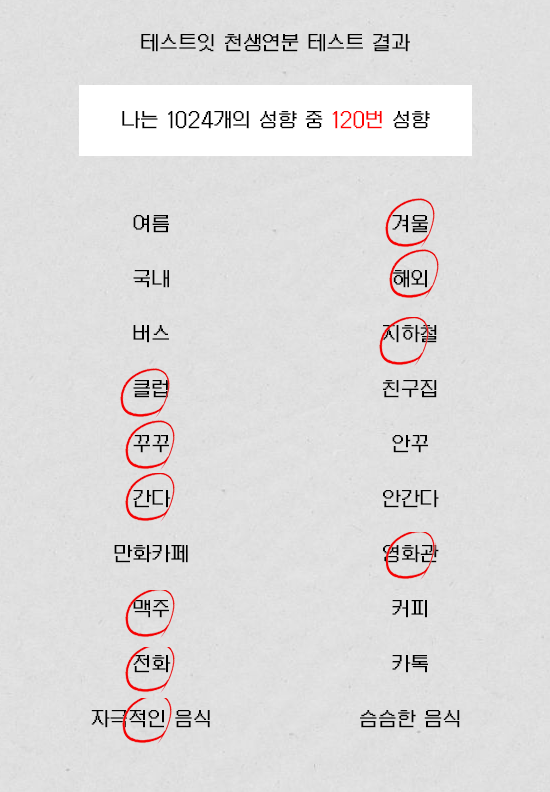 테스트잇 천생연분 테스트 결과
나는 1024개의 성향 중 120번 성향
여름 겨울
국내 해외
버스 지하철
클럽 친구집
꾸꾸 안꾸
간다 안간다
만화카페 영화관
맥주 커피
전화 카톡
자극적인 음식 슴슴한 음식